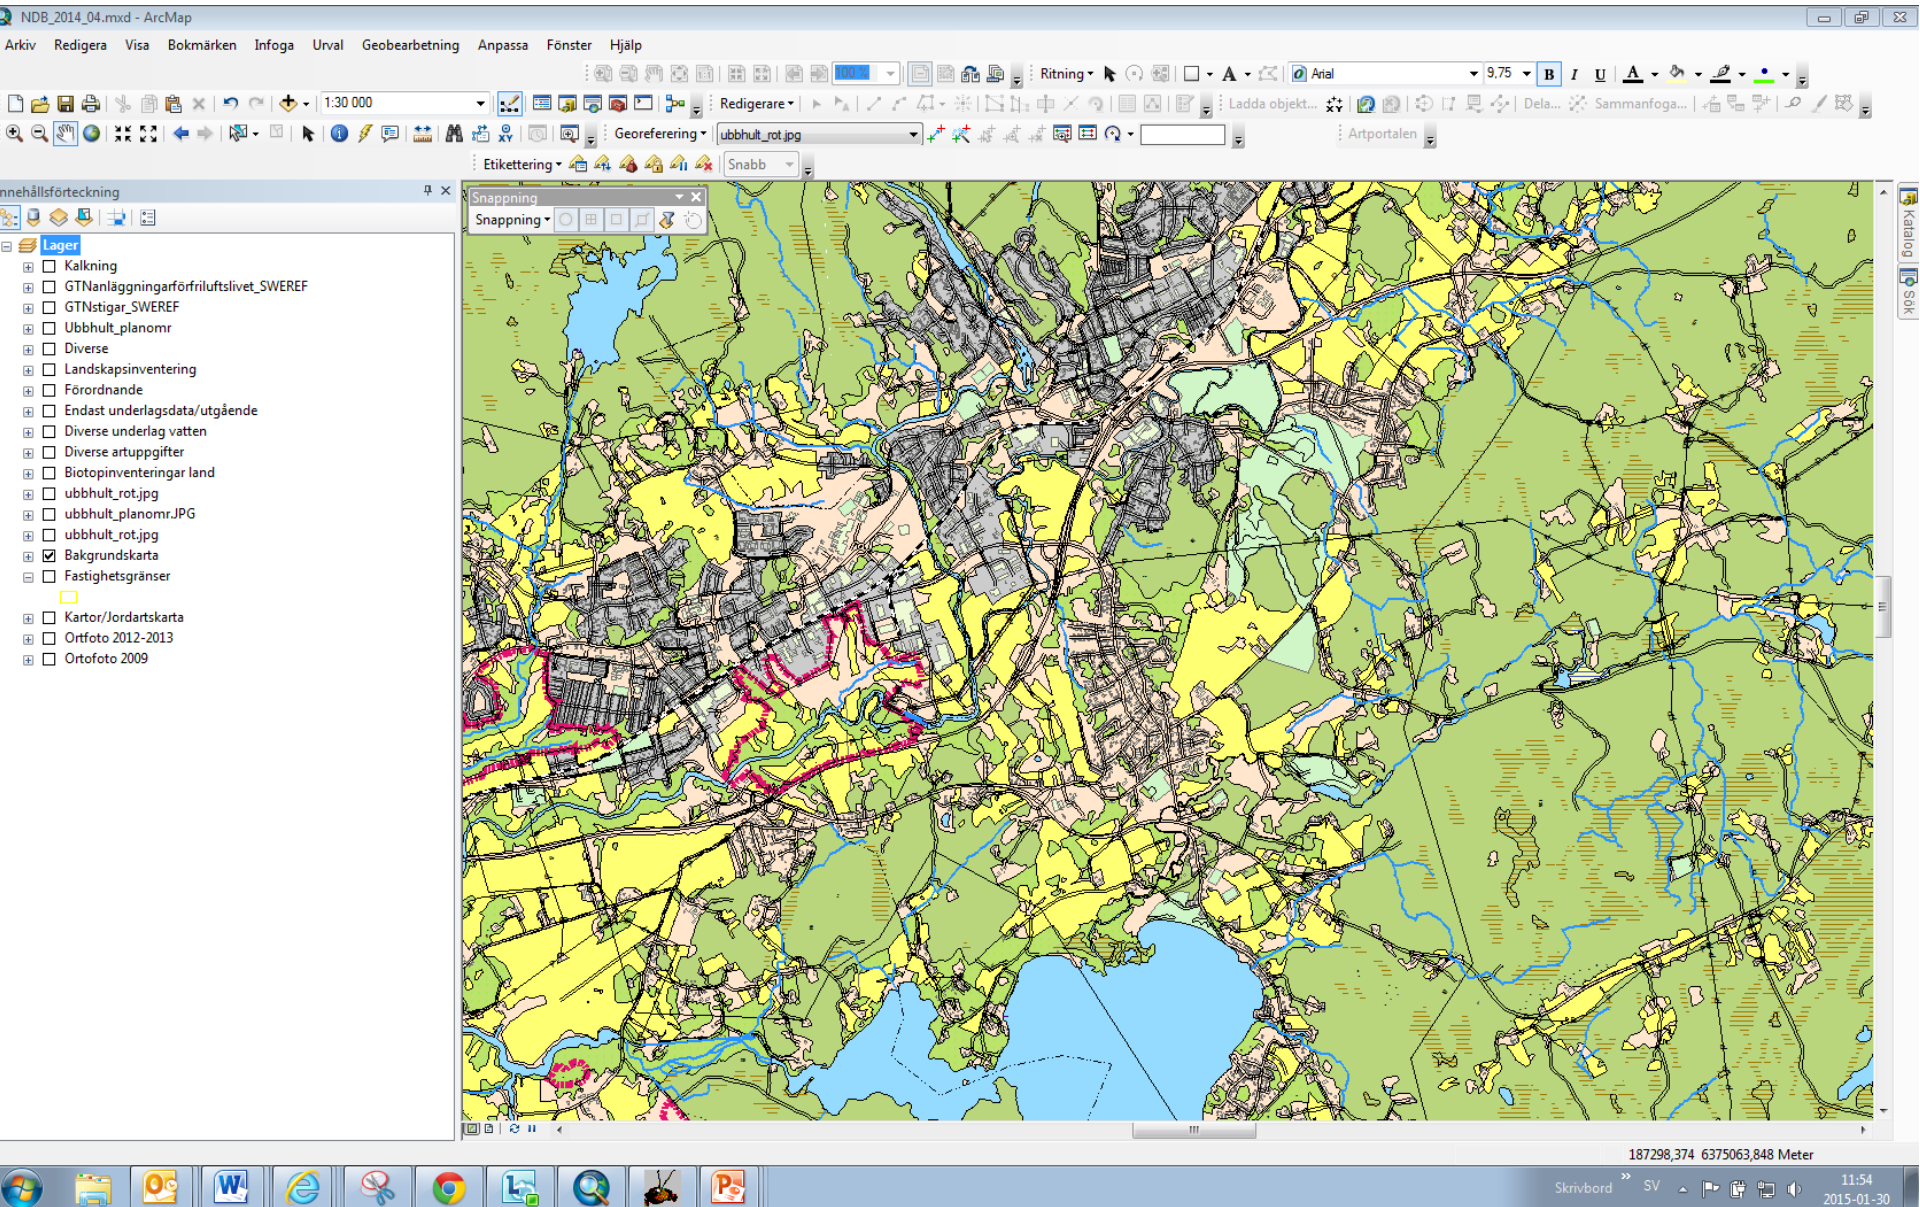 NDB_2014_04.mxd - ArcMap
Arkiv Redigera Visa Bokmärken Infoga Urval Geobearbetning Anpassa Fönster Hjälp
100 % Ritning A Arial 9,75 B I U A
1:30 000 Redigerare Ladda objekt... Dela... Sammanfoga...
Georeferering ubbhult_rot.jpg Artportalen
Etikettering Snabb
nnehållsförteckning
Snappning
Snappning
Lager
Kalkning
GTNanläggningarförfriluftslivet_SWEREF
GTNstigar_SWEREF
Ubbhult_planomr
Diverse
Landskapsinventering
Förordnande
Endast underlagsdata/utgående
Diverse underlag vatten
Diverse artuppgifter
Biotopinventeringar land
ubbhult_rot.jpg
ubbhult_planomr.JPG
ubbhult_rot.jpg
Bakgrundskarta
Fastighetsgränser
Kartor/Jordartskarta
Ortfoto 2012-2013
Ortofoto 2009
Katalog
Sök
187298,374 6375063,848 Meter
Skrivbord SV 11:54
2015-01-30